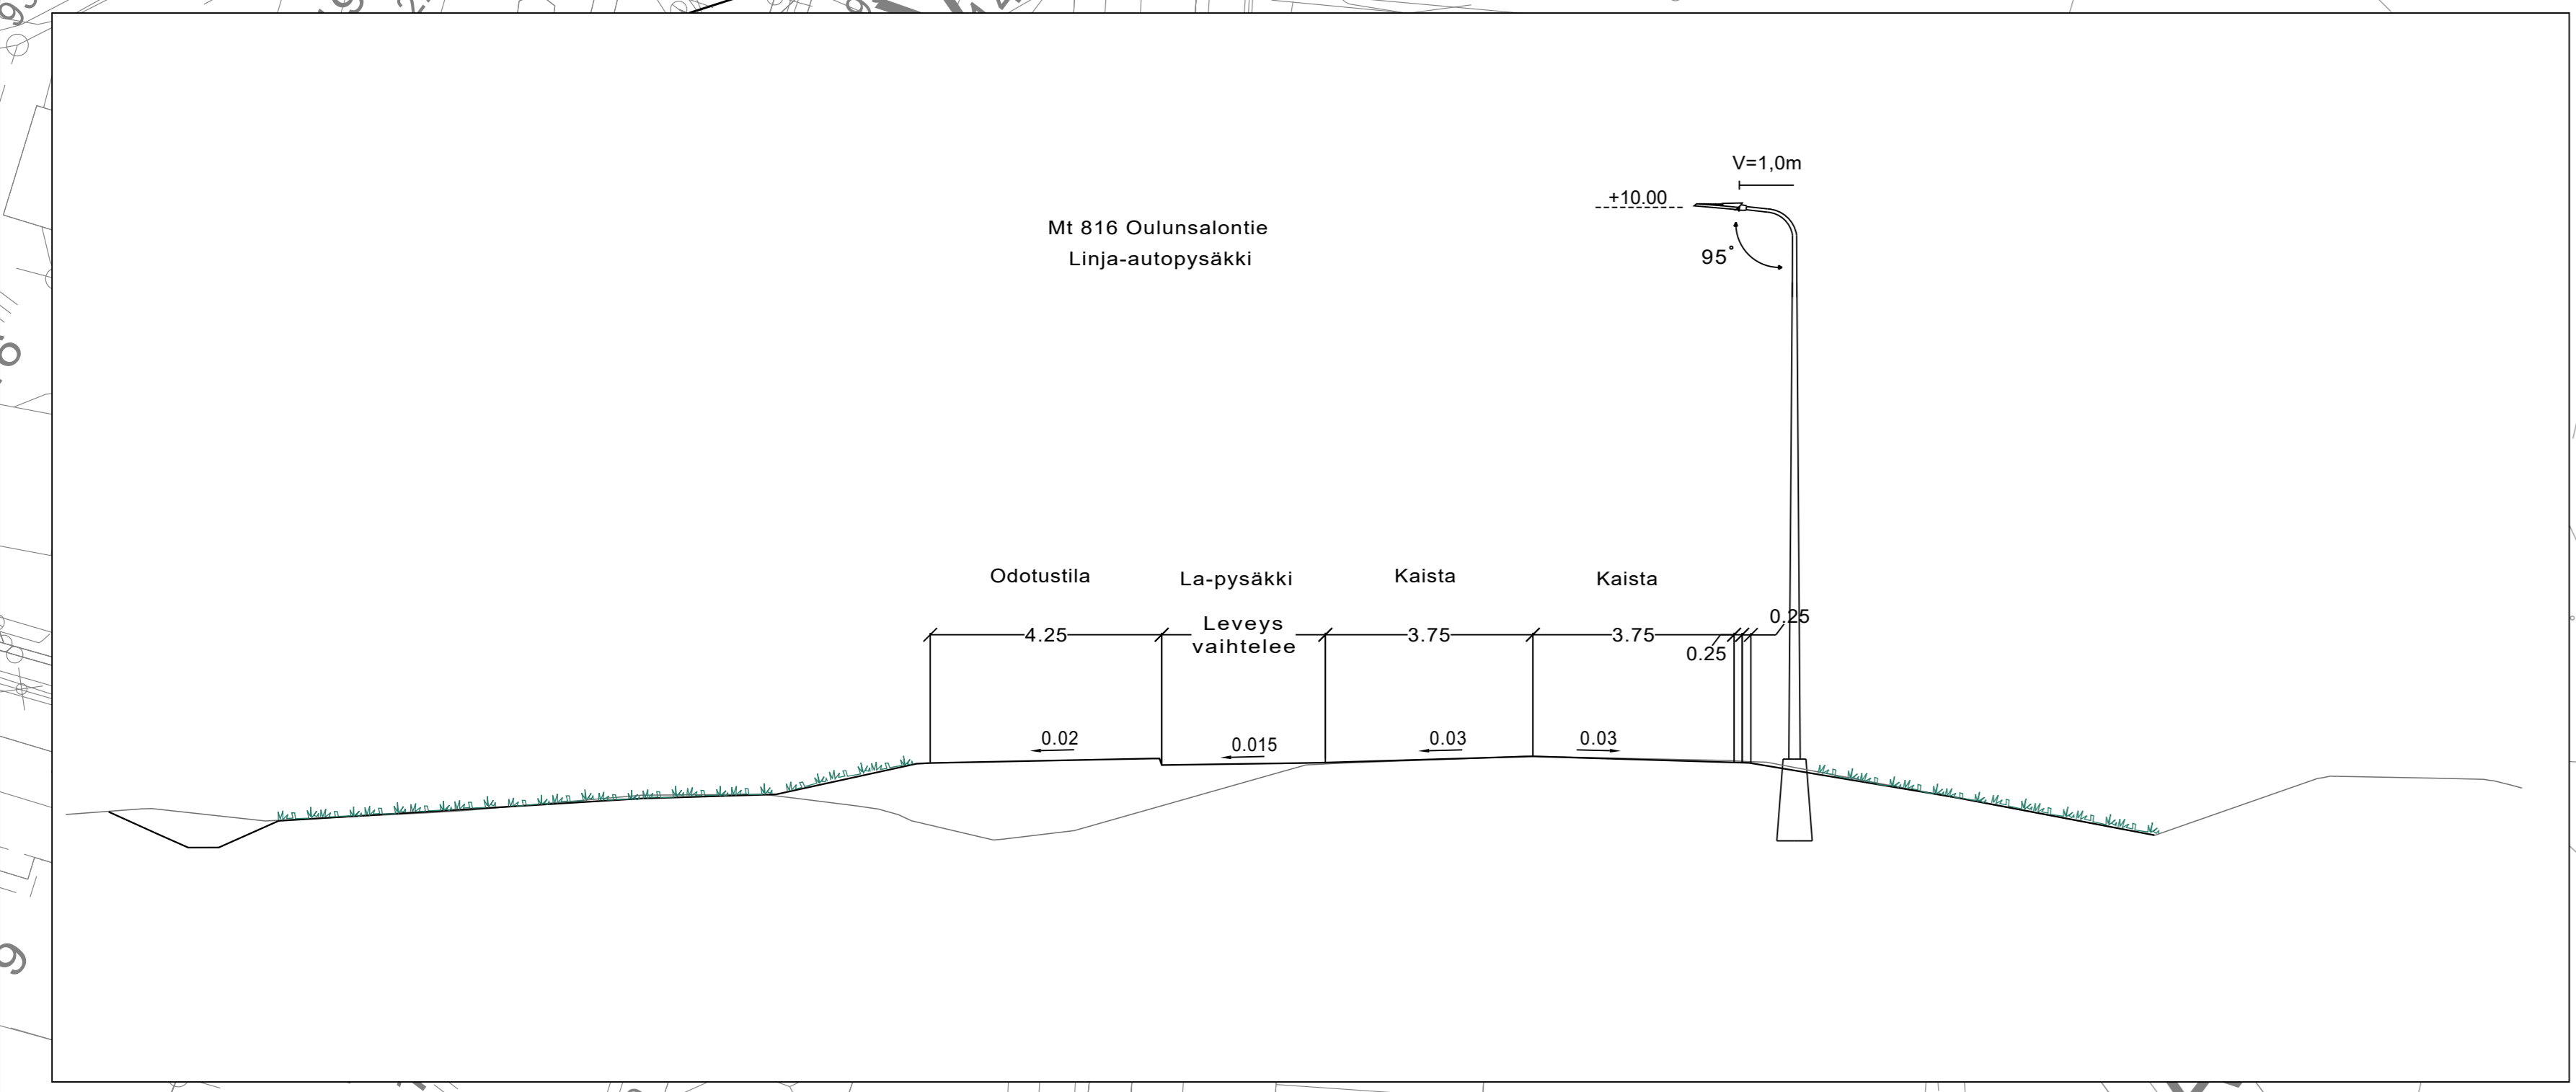 V=1,0m
+10.00
Mt 816 Oulunsalontie
Linja-autopysäkki
95°
Odotustila
La-pysäkki
Kaista
Kaista
4.25
Leveys
vaihtelee
3.75
3.75
0.25
0.25
0.02
0.015
0.03
0.03